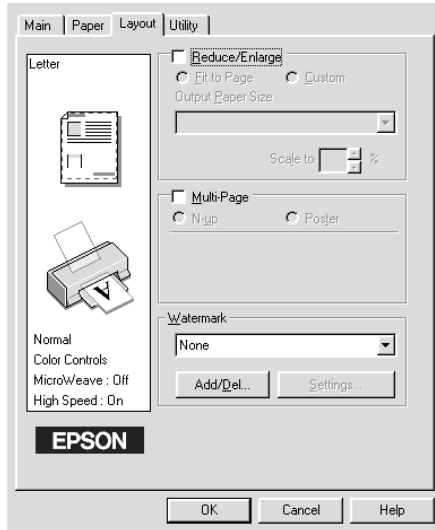 Main Paper Layout Utility
Letter
Normal
Color Controls
MicroWeave : Off
High Speed : On
EPSON
Reduce/Enlarge
Fit to Page Custom
Output Paper Size
Scale to %
Multi-Page
N-up Poster
Watermark
None
Add/Del... Settings...
OK Cancel Help